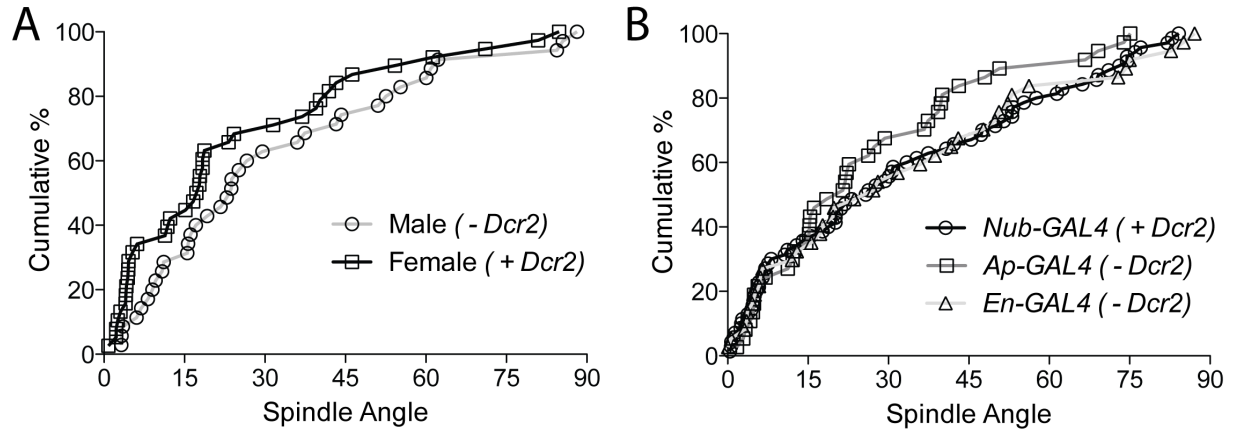 A
Cumulative %
100
80
60
40
20
0
0 15 30 45 60 75 90
Spindle Angle
Male ( - Dcr2)
Female ( + Dcr2)
B
Cumulative %
100
80
60
40
20
0
0 15 30 45 60 75 90
Spindle Angle
Nub-GAL4 ( + Dcr2)
Ap-GAL4 ( - Dcr2)
En-GAL4 ( - Dcr2)